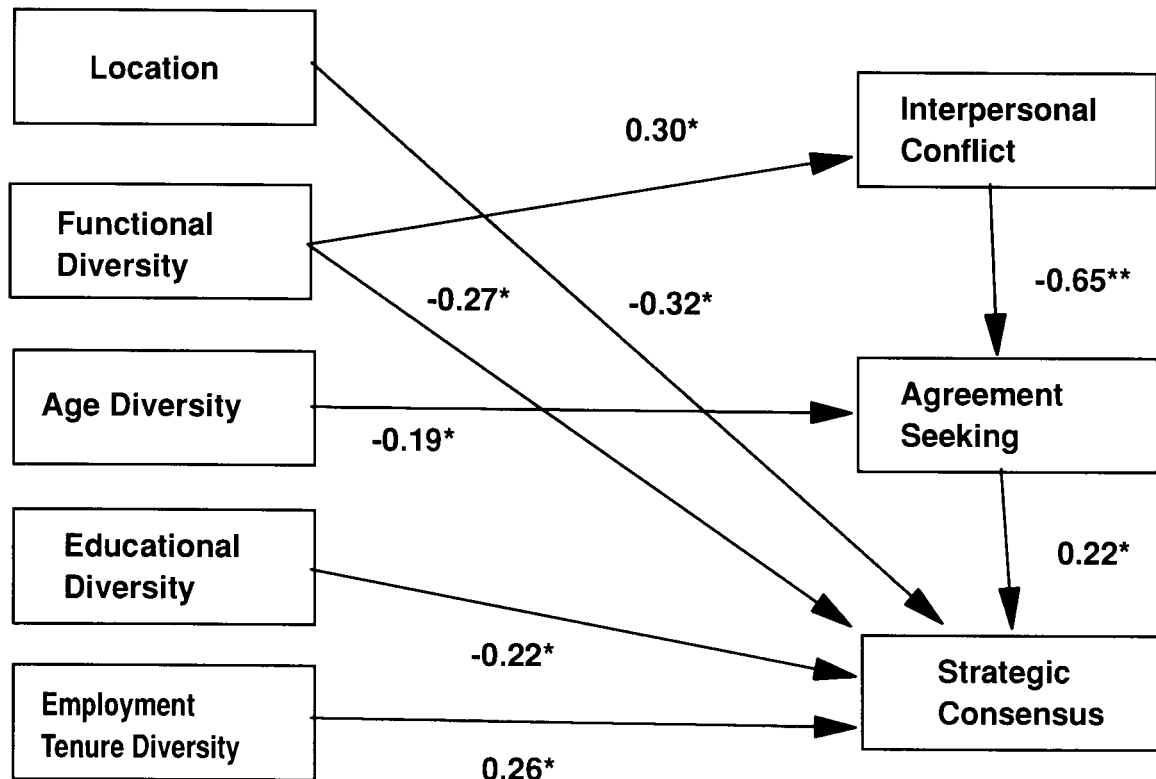 Location
Interpersonal
Conflict
0.30*
Functional
Diversity
-0.27*
-0.32*
-0.65**
Age Diversity
-0.19*
Agreement
Seeking
Educational
Diversity
0.22*
-0.22*
Strategic
Consensus
Employment
Tenure Diversity
0.26*